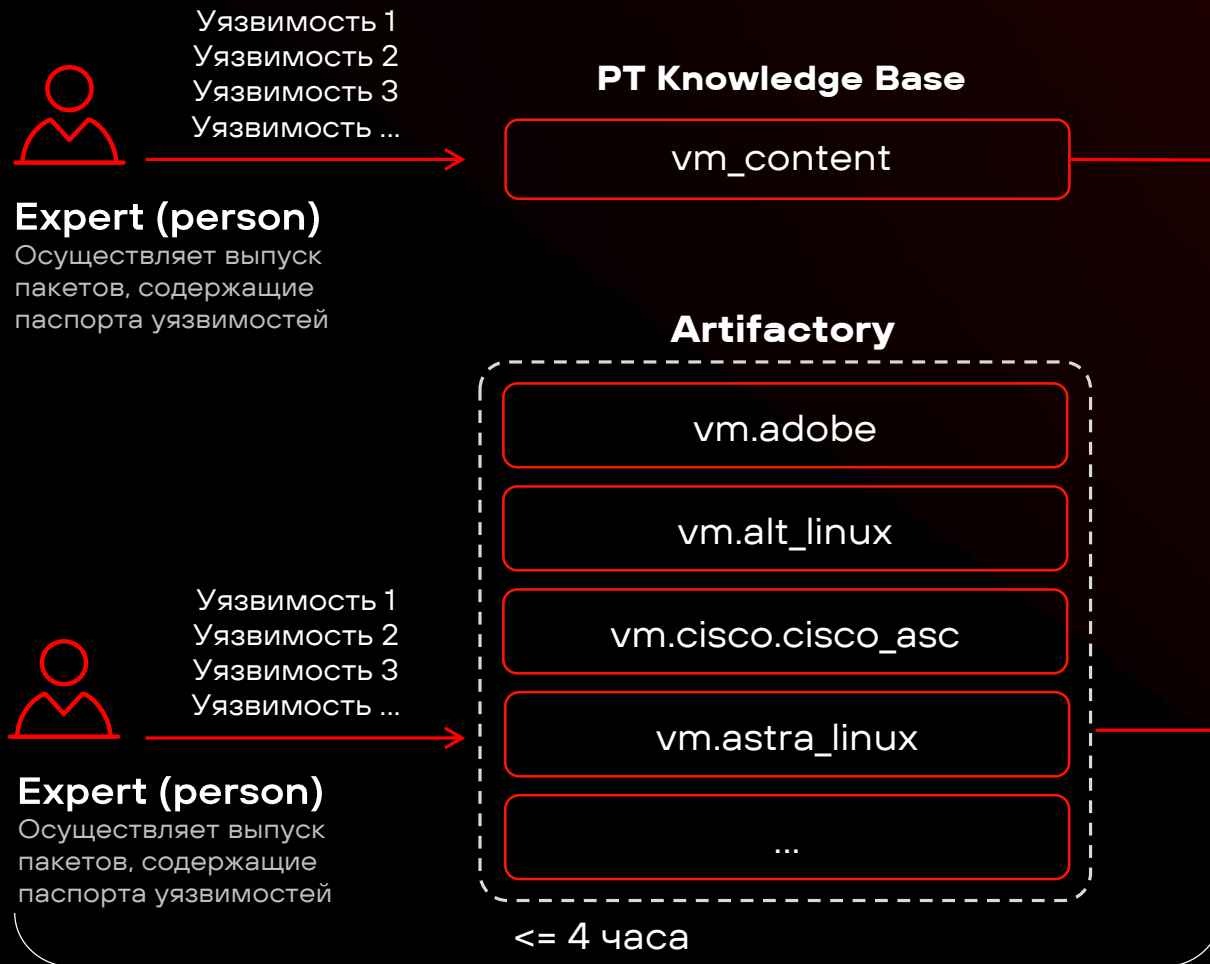 Уязвимость 1
Уязвимость 2
Уязвимость 3
Уязвимость ...
Expert (person)
Осуществляет выпуск
пакетов, содержащие
паспорта уязвимостей
PT Knowledge Base
vm_content
Artifactory
vm.adobe
vm.alt_linux
vm.cisco.cisco_asc
vm.astra_linux
...
Уязвимость 1
Уязвимость 2
Уязвимость 3
Уязвимость ...
Expert (person)
Осуществляет выпуск
пакетов, содержащие
паспорта уязвимостей
<= 4 часа